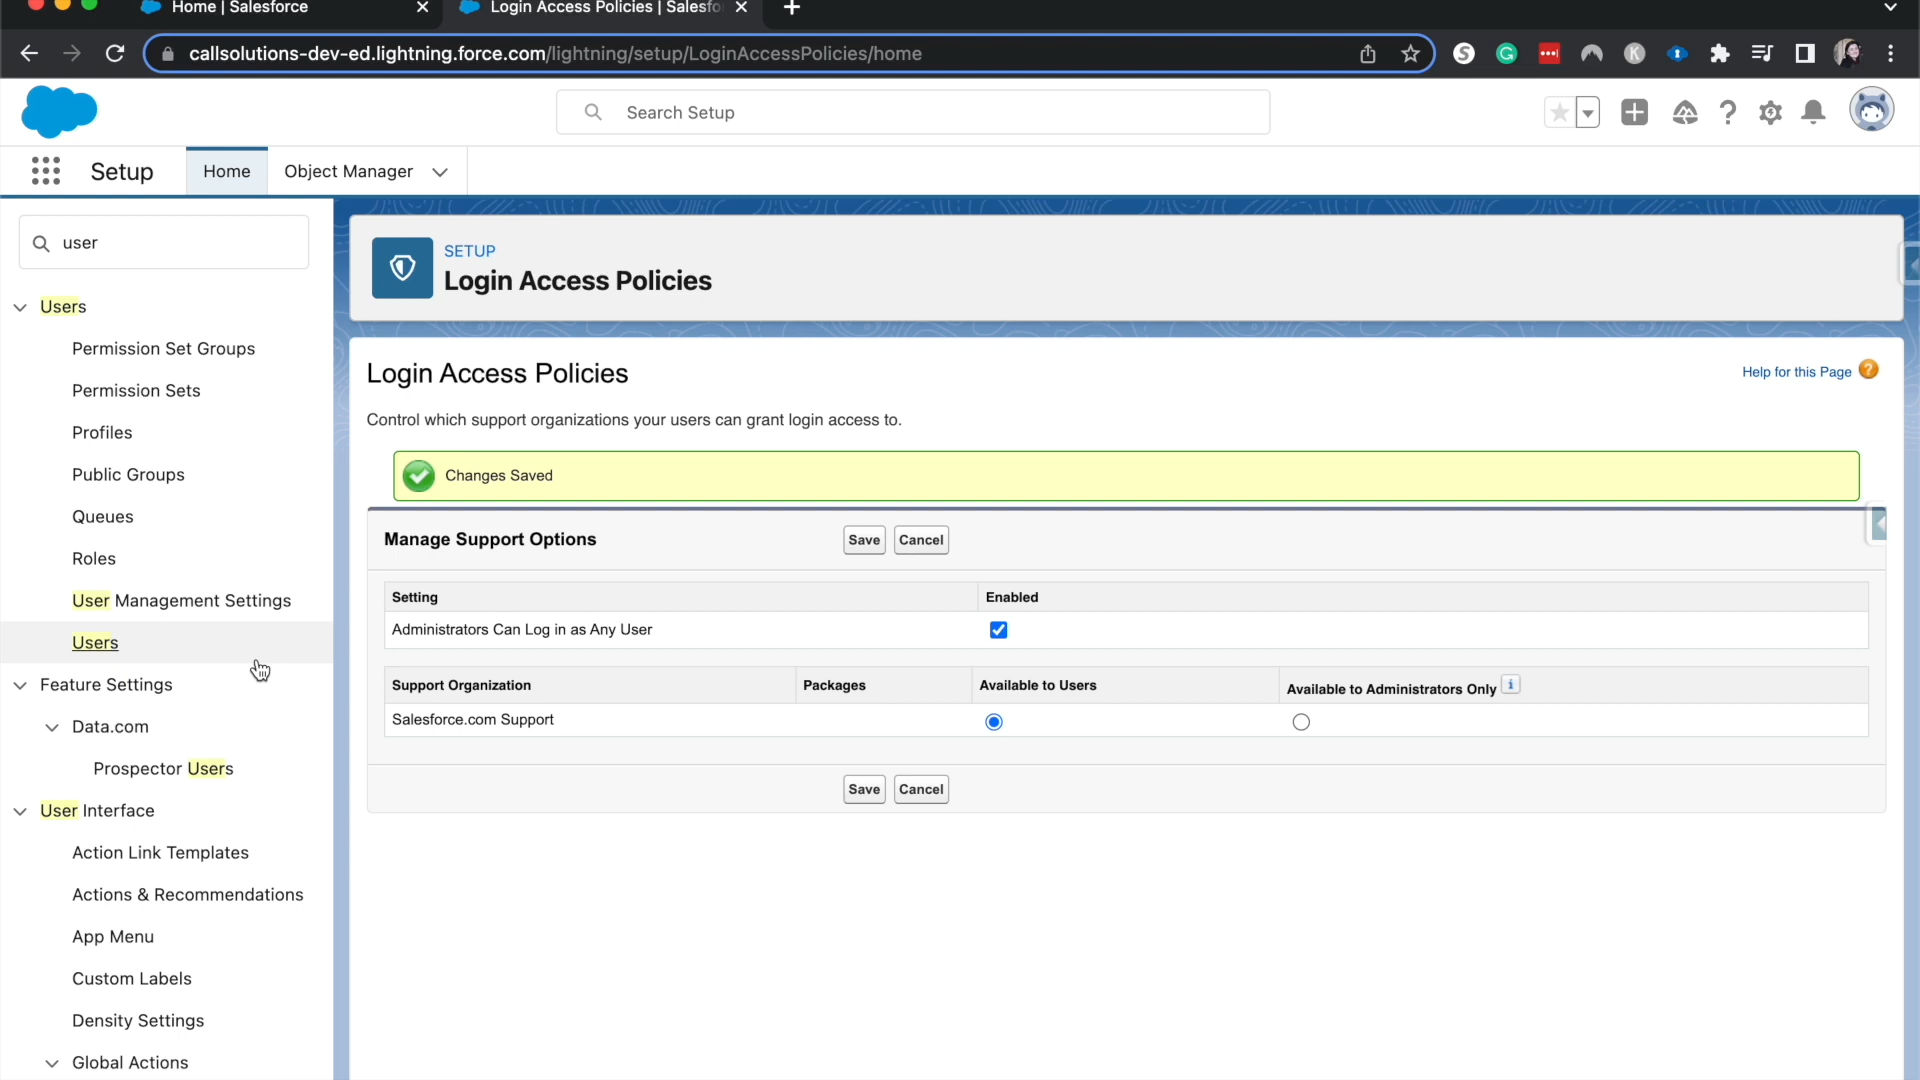 Home | Salesforce
Login Access Policies | Salesfo
callsolutions-dev-ed.lightning.force.com/lightning/setup/LoginAccessPolicies/home
Search Setup
Setup
Home
Object Manager
user
Users
Permission Set Groups
Permission Sets
Profiles
Public Groups
Queues
Roles
User Management Settings
Users
Feature Settings
Data.com
Prospector Users
User Interface
Action Link Templates
Actions & Recommendations
App Menu
Custom Labels
Density Settings
Global Actions
SETUP
Login Access Policies
Login Access Policies
Help for this Page
Control which support organizations your users can grant login access to.
Changes Saved
Manage Support Options
Save Cancel
Setting Enabled
Administrators Can Log in as Any User
Support Organization Packages Available to Users Available to Administrators Only i
Salesforce.com Support
Save Cancel